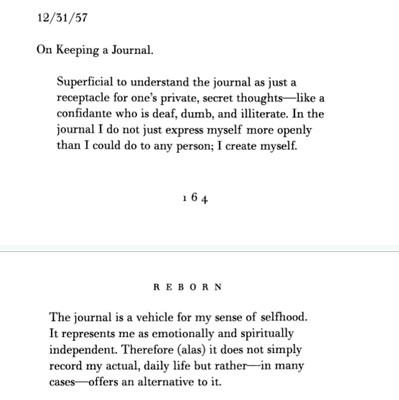 12/31/57
On Keeping a Journal.
Superficial to understand the journal as just a
receptacle for one's private, secret thoughts—like a
confidante who is deaf, dumb, and illiterate. In the
journal I do not just express myself more openly
than I could do to any person; I create myself.
164
REBORN
The journal is a vehicle for my sense of selfhood.
It represents me as emotionally and spiritually
independent. Therefore (alas) it does not simply
record my actual, daily life but rather—in many
cases—offers an alternative to it.